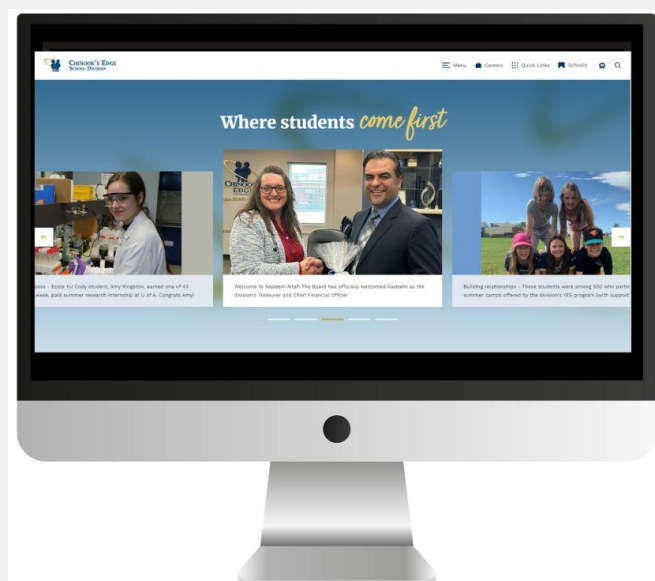 CHINOOK'S EDGE
SCHOOL DIVISION
Menu
Careers
Quick Links
Schools
Where students come first
CHINOOK'S
EDGE
Ecole HJ Cody student, Amy Kingston, earned one of 43
week, paid summer research internship at U of A. Congrats Amy!
Welcome to Nadeem Altaf! The Board has officially welcomed Nadeem as the
division's Treasurer and Chief Financial Officer
Building relationships - These students were among 500 who partic
summer camps offered by the division's YES program (with support